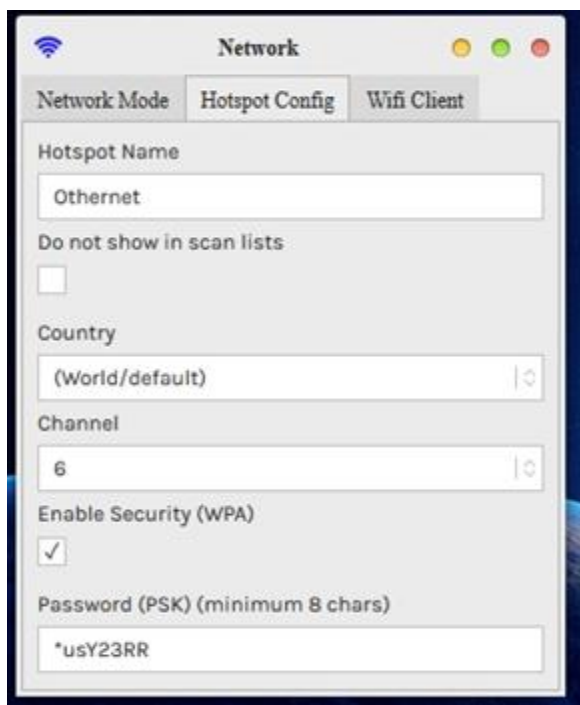 Network
Network Mode Hotspot Config Wifi Client
Hotspot Name
Othernet
Do not show in scan lists
Country
(World/default)
Channel
6
Enable Security (WPA)
Password (PSK) (minimum 8 chars)
*usY23RR